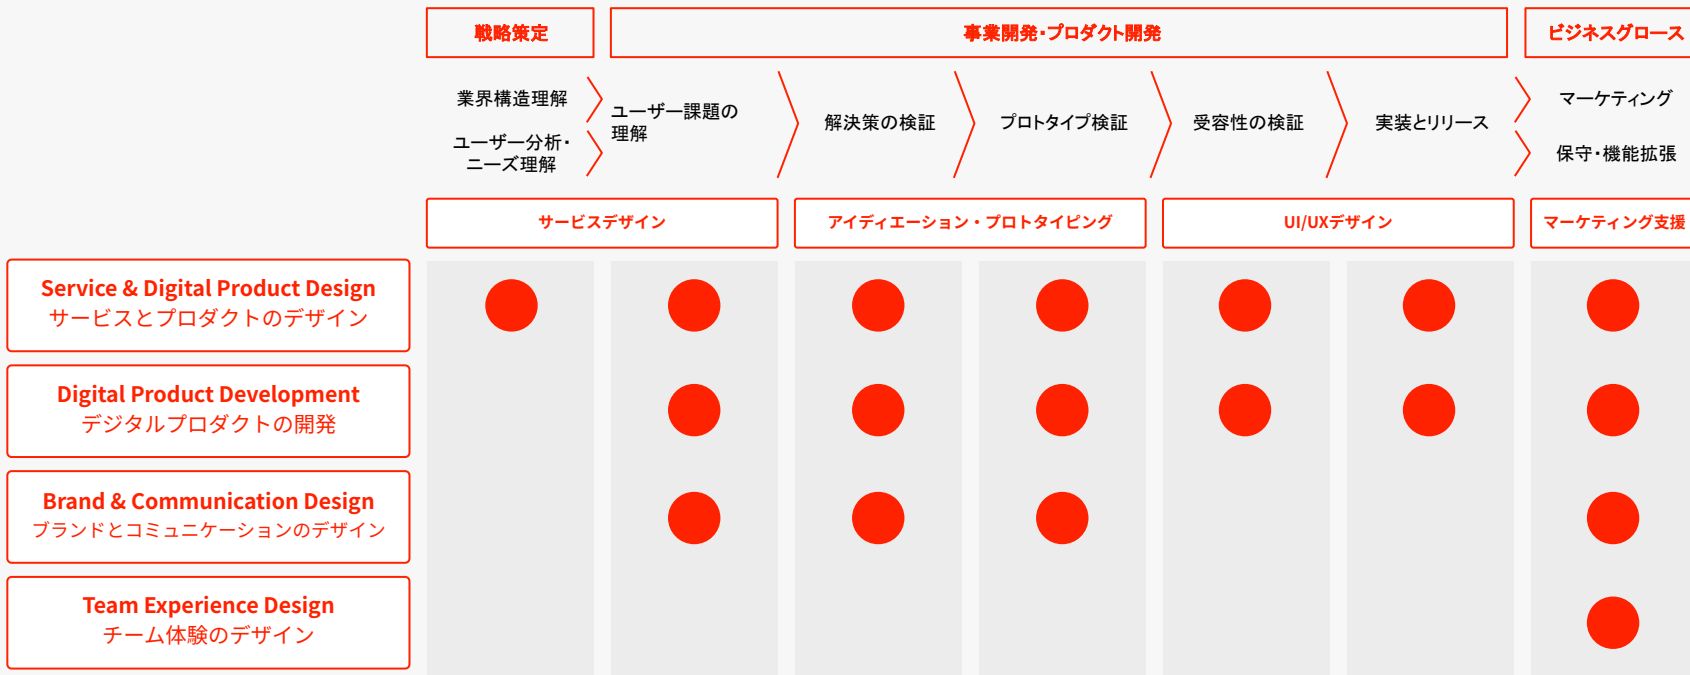 戦略策定
事業開発・プロダクト開発
ビジネスグロース
業界構造理解
ユーザー分析・
ニーズ理解
ユーザー課題の
理解
解決策の検証
プロトタイプ検証
受容性の検証
実装とリリース
マーケティング
保守・機能拡張
サービスデザイン
アイディエーション・プロトタイピング
UI/UXデザイン
マーケティング支援
Service & Digital Product Design
サービスとプロダクトのデザイン
Digital Product Development
デジタルプロダクトの開発
Brand & Communication Design
ブランドとコミュニケーションのデザイン
Team Experience Design
チーム体験のデザイン